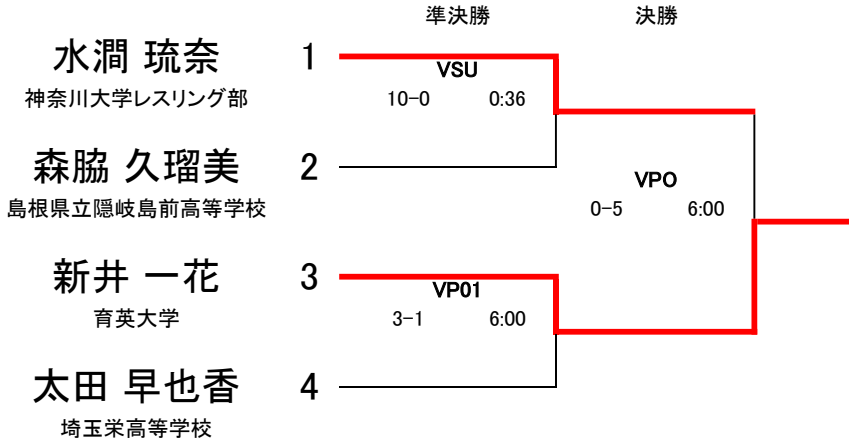 準決勝 決勝
水澗 琉奈 1
神奈川大学レスリング部
VSU
10-0 0:36
森脇 久瑠美 2
島根県立隠岐島前高等学校
VPO
0-5 6:00
新井 一花 3
育英大学
VPO1
3-1 6:00
太田 早也香 4
埼玉栄高等学校